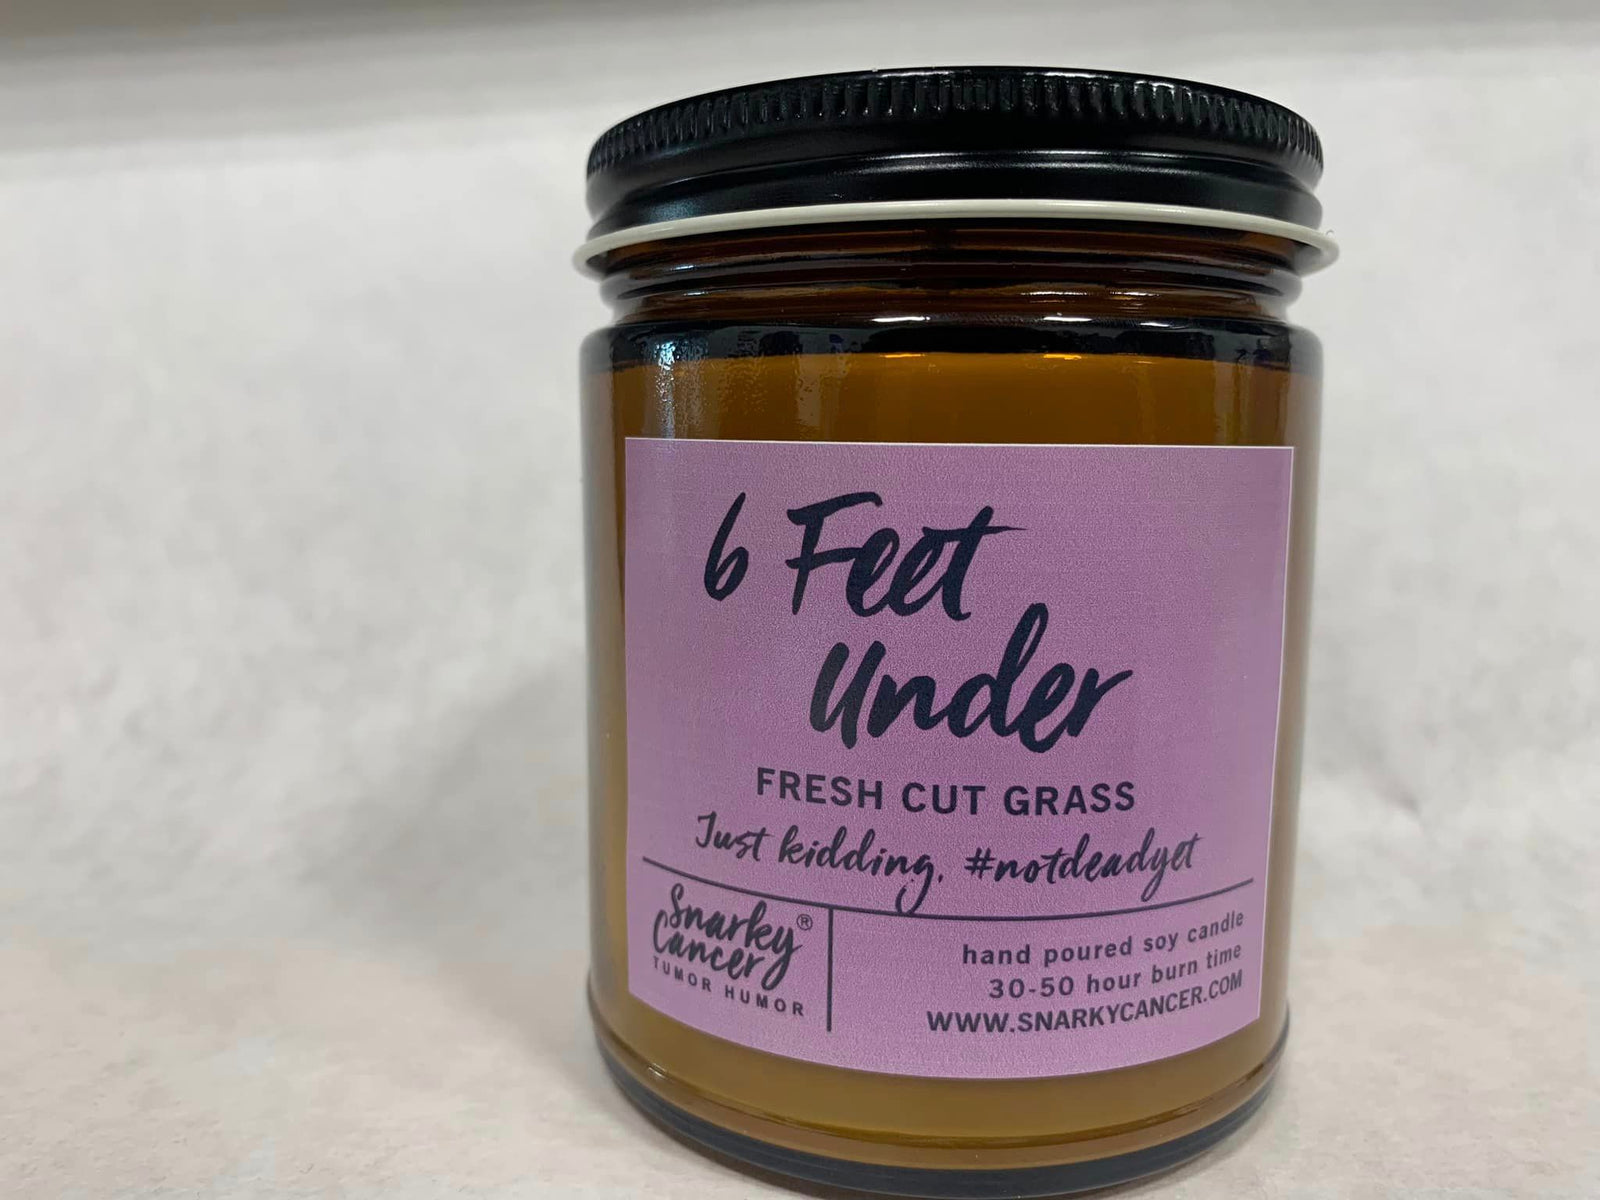 6 Feet
Under
FRESH CUT GRASS
Just kidding, #notdeadyet
Snarky®
Cancer
TUMOR HUMOR
hand poured soy candle
30-50 hour burn time
WWW.SNARKYCANCER.COM